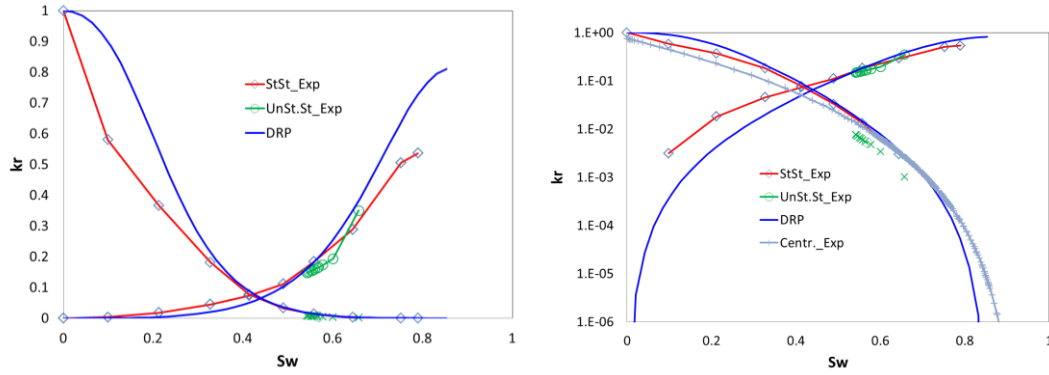 1
0.9
0.8
0.7
0.6
0.5
0.4
0.3
0.2
0.1
0
kr
StSt_Exp
UnSt.St_Exp
DRP
0 0.2 0.4 0.6 0.8 1
Sw
1.E+00
1.E-01
1.E-02
1.E-03
1.E-04
1.E-05
1.E-06
kr
StSt_Exp
UnSt.St_Exp
DRP
Centr._Exp
0 0.2 0.4 0.6 0.8 1
Sw